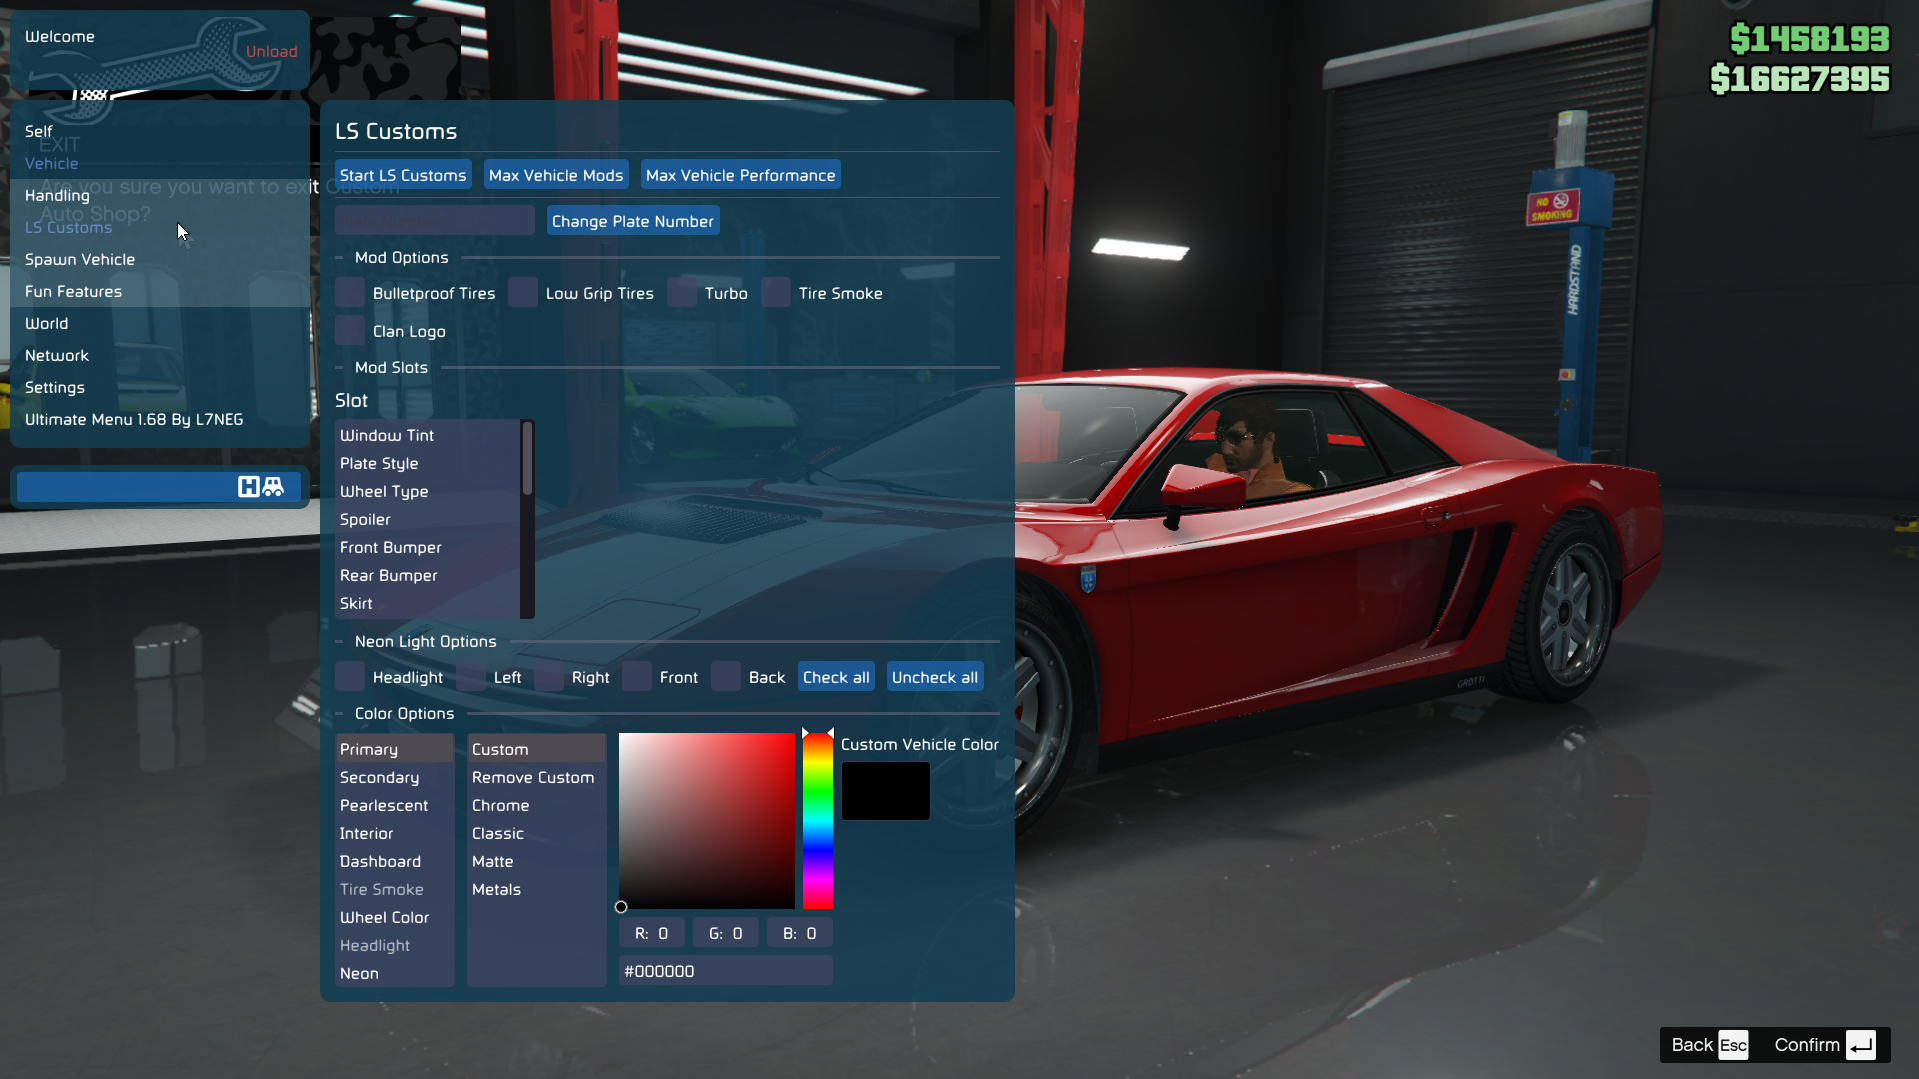 Welcome
Unload
$1458193
$16627395
Self
EXIT
Vehicle
Are you sure you want to exit Custom
Handling
Auto Shop?
LS Customs
Spawn Vehicle
Fun Features
World
Network
Settings
Ultimate Menu 1.68 By L7NEG
H
LS Customs
Start LS Customs
Max Vehicle Mods
Max Vehicle Performance
Change Plate Number
Mod Options
Bulletproof Tires
Low Grip Tires
Turbo
Tire Smoke
Clan Logo
Mod Slots
Slot
Window Tint
Plate Style
Wheel Type
Spoiler
Front Bumper
Rear Bumper
Skirt
Neon Light Options
Headlight
Left
Right
Front
Back
Check all
Uncheck all
Color Options
Primary
Secondary
Pearlescent
Interior
Dashboard
Tire Smoke
Wheel Color
Headlight
Neon
Custom
Remove Custom
Chrome
Classic
Matte
Metals
Custom Vehicle Color
R: 0
G: 0
B: 0
#000000
NO
SMOKING
HARDSTAND
GROTTI
Back Esc
Confirm